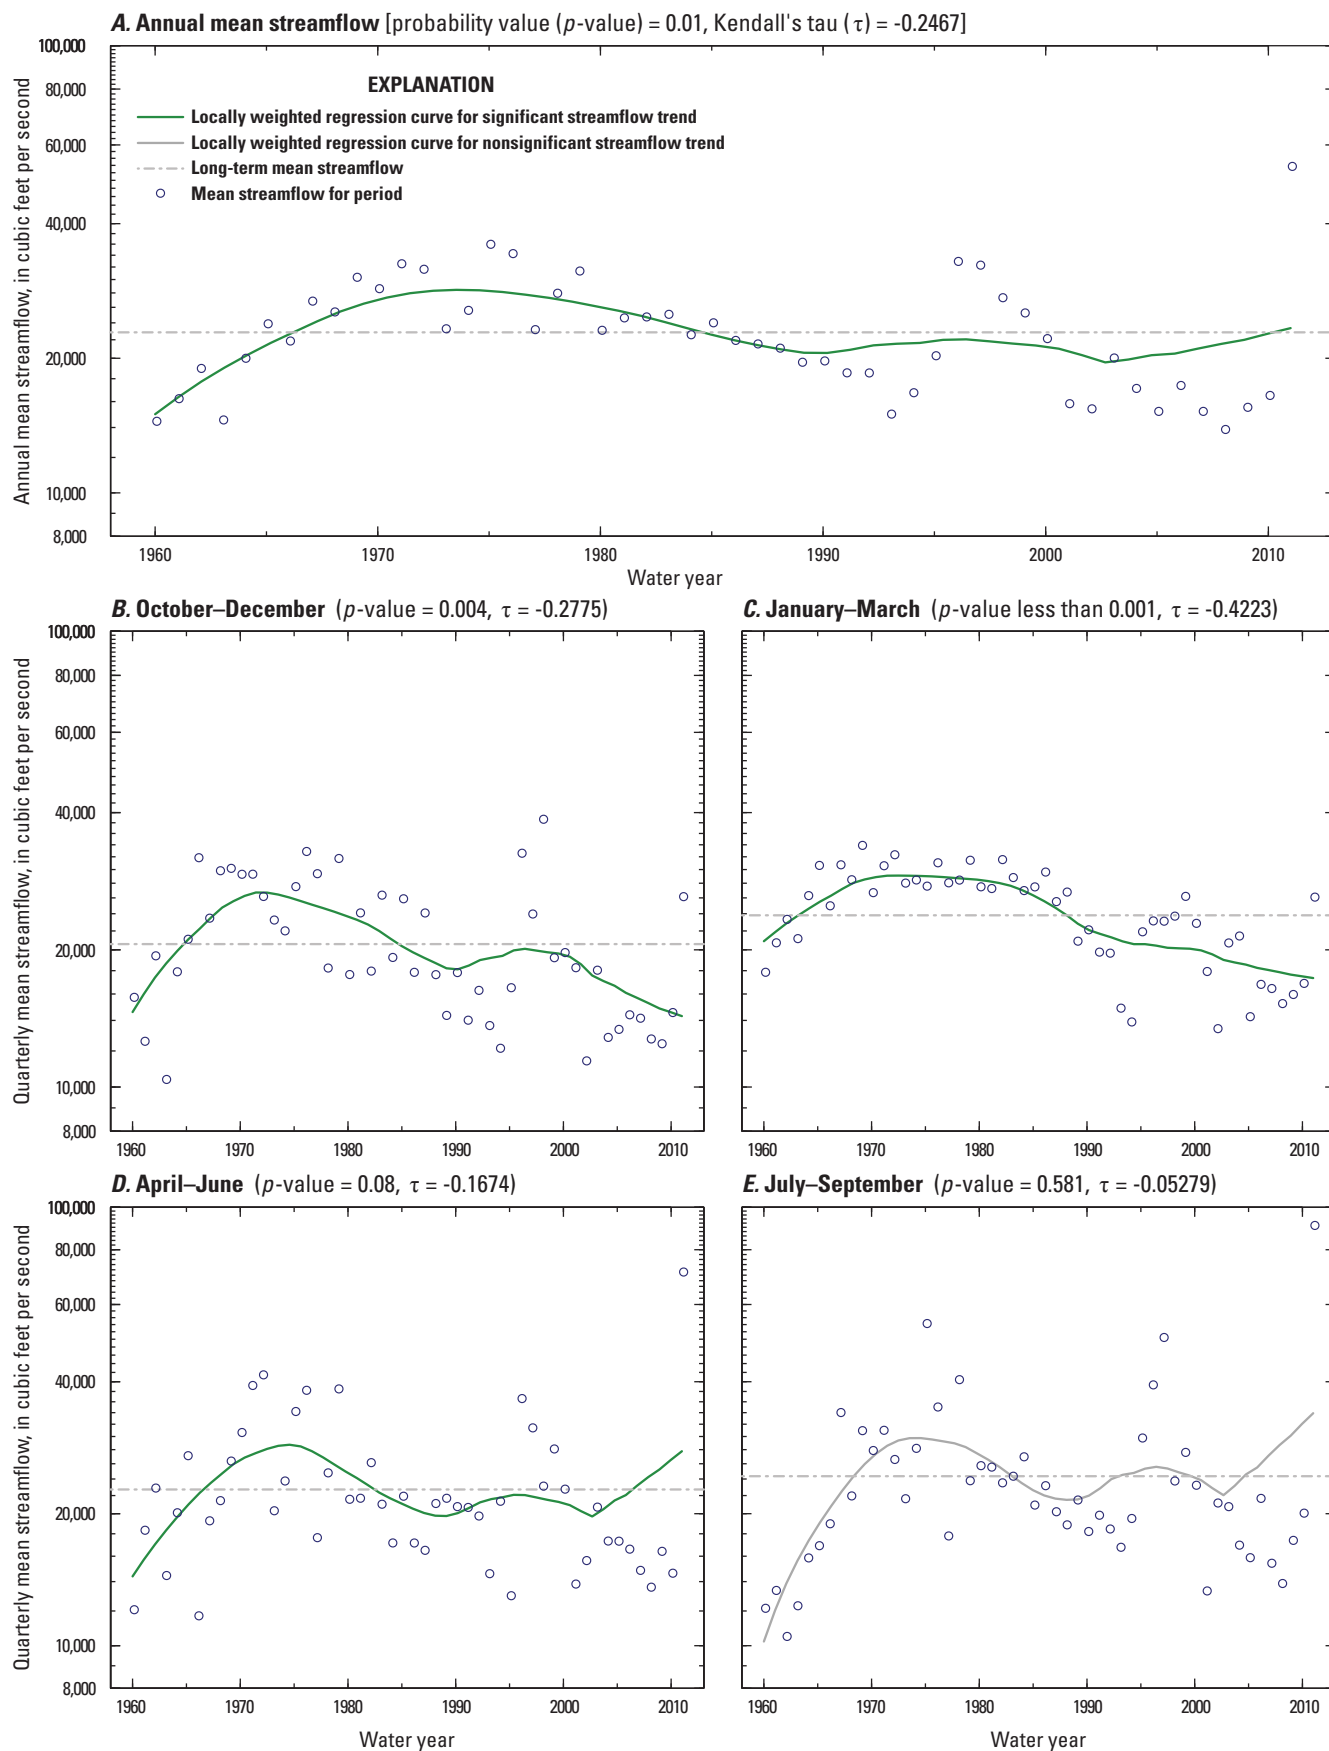 A. Annual mean streamflow [probability value (p-value) = 0.01, Kendall's tau (τ) = -0.2467]
100,000
80,000
60,000
40,000
20,000
10,000
8,000
Annual mean streamflow, in cubic feet per second
EXPLANATION
Locally weighted regression curve for significant streamflow trend
Locally weighted regression curve for nonsignificant streamflow trend
Long-term mean streamflow
Mean streamflow for period
1960 1970 1980 1990 2000 2010
Water year
B. October–December (p-value = 0.004, τ = -0.2775)
100,000
80,000
60,000
40,000
20,000
10,000
8,000
Quarterly mean streamflow, in cubic feet per second
1960 1970 1980 1990 2000 2010
C. January–March (p-value less than 0.001, τ = -0.4223)
1960 1970 1980 1990 2000 2010
D. April–June (p-value = 0.08, τ = -0.1674)
100,000
80,000
60,000
40,000
20,000
10,000
8,000
Quarterly mean streamflow, in cubic feet per second
1960 1970 1980 1990 2000 2010
Water year
E. July–September (p-value = 0.581, τ = -0.05279)
1960 1970 1980 1990 2000 2010
Water year